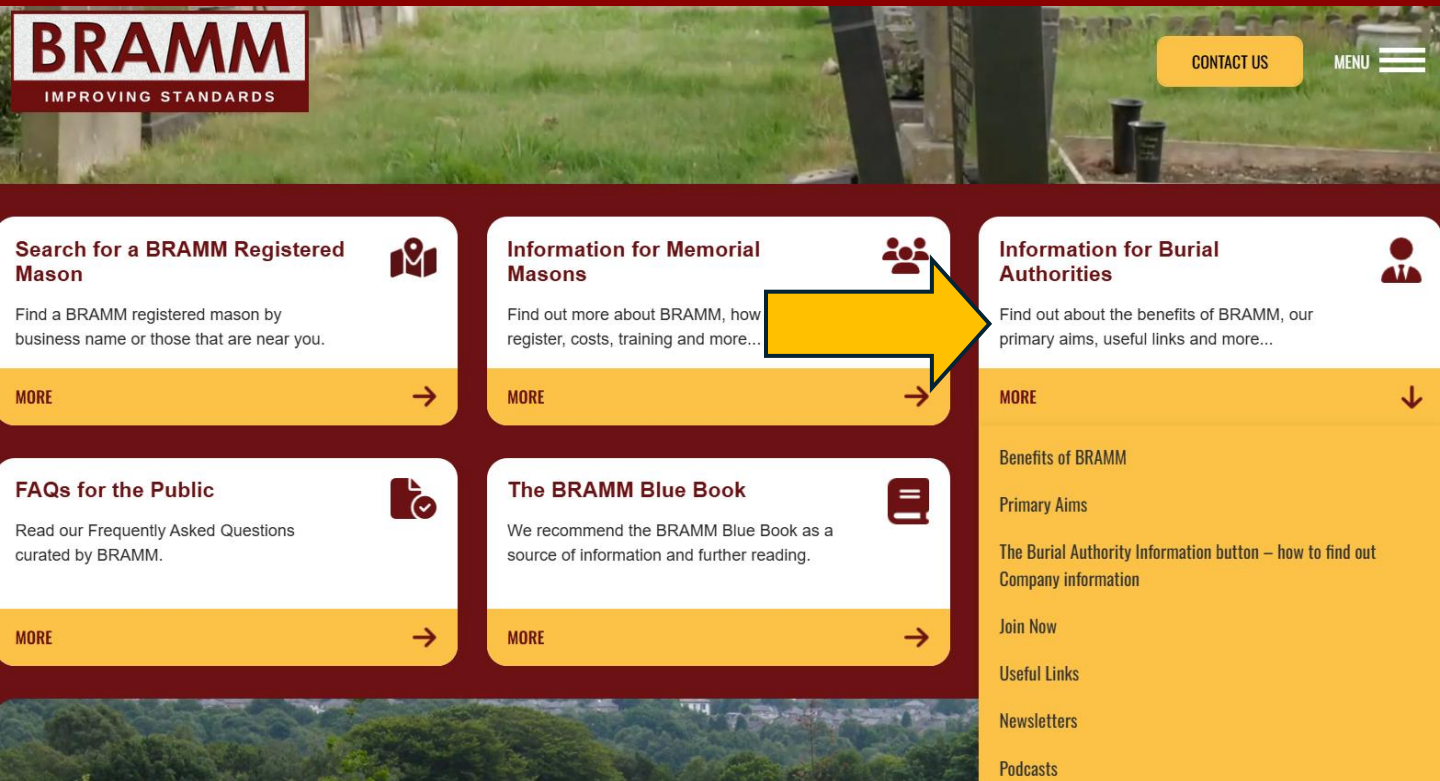 BRAMM
IMPROVING STANDARDS
CONTACT US
MENU
Search for a BRAMM Registered
Mason
Find a BRAMM registered mason by
business name or those that are near you.
MORE
Information for Memorial
Masons
Find out more about BRAMM, how
register, costs, training and more...
MORE
Information for Burial
Authorities
Find out about the benefits of BRAMM, our
primary aims, useful links and more...
MORE
Benefits of BRAMM
Primary Aims
The Burial Authority Information button – how to find out
Company information
Join Now
Useful Links
Newsletters
Podcasts
FAQs for the Public
Read our Frequently Asked Questions
curated by BRAMM.
MORE
The BRAMM Blue Book
We recommend the BRAMM Blue Book as a
source of information and further reading.
MORE